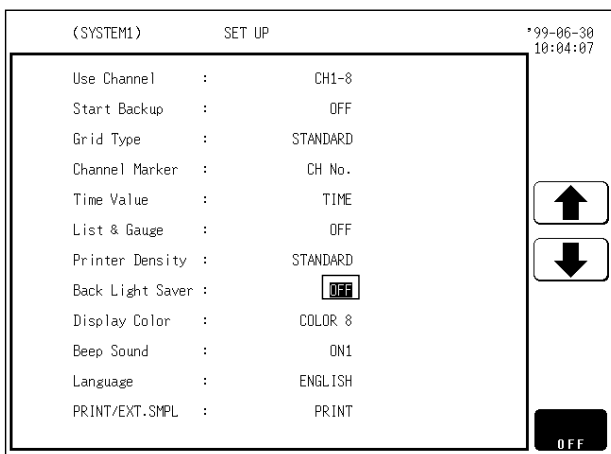 (SYSTEM1) SET UP '99-06-30
10:04:07
Use Channel : CH1-8
Start Backup : OFF
Grid Type : STANDARD
Channel Marker : CH No.
Time Value : TIME
List & Gauge : OFF
Printer Density : STANDARD
Back Light Saver : OFF
Display Color : COLOR 8
Beep Sound : ON1
Language : ENGLISH
PRINT/EXT.SMPL : PRINT
OFF